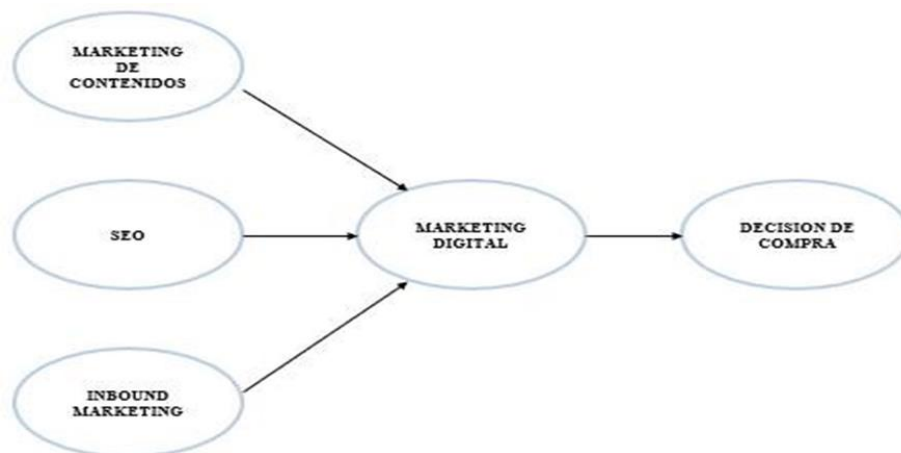 MARKETING
DE
CONTENIDOS
SEO
MARKETING
DIGITAL
DECISION DE
COMPRA
INBOUND
MARKETING